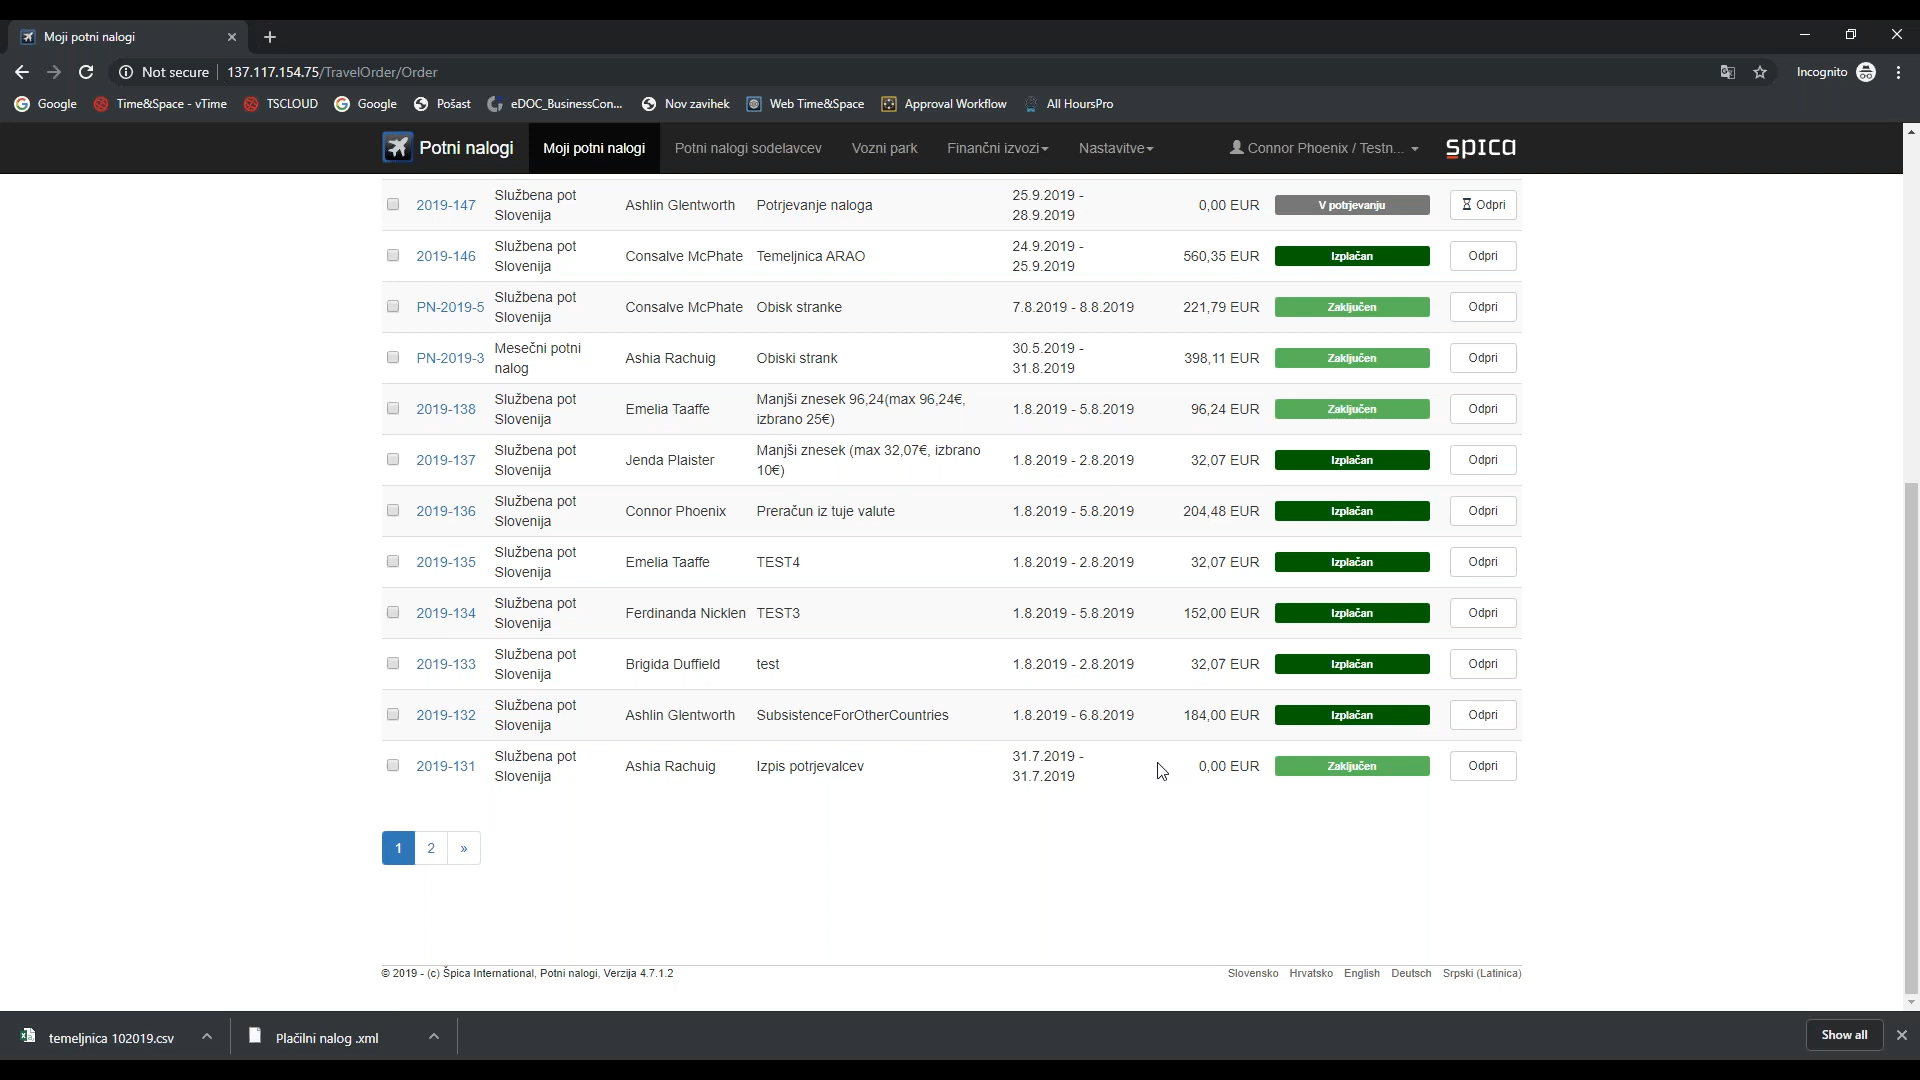 Moji potni nalogi
Not secure 137.117.154.75/TravelOrder/Order Incognito
Google Time&Space - vTime TSCLOUD Google Pošast eDOC_BusinessCon... Nov zavihek Web Time&Space Approval Workflow All HoursPro
Potni nalogi Moji potni nalogi Potni nalogi sodelavcev Vozni park Finančni izvozi Nastavitve Connor Phoenix / Testn... spica
2019-147 Službena pot Slovenija Ashlin Glentworth Potrjevanje naloga 25.9.2019 - 28.9.2019 0,00 EUR V potrjevanju Odpri
2019-146 Službena pot Slovenija Consalve McPhate Temeljnica ARAO 24.9.2019 - 25.9.2019 560,35 EUR Izplačan Odpri
PN-2019-5 Službena pot Slovenija Consalve McPhate Obisk stranke 7.8.2019 - 8.8.2019 221,79 EUR Zaključen Odpri
PN-2019-3 Mesečni potni nalog Ashia Rachuig Obiski strank 30.5.2019 - 31.8.2019 398,11 EUR Zaključen Odpri
2019-138 Službena pot Slovenija Emelia Taaffe Manjši znesek 96,24(max 96,24€, izbrano 25€) 1.8.2019 - 5.8.2019 96,24 EUR Zaključen Odpri
2019-137 Službena pot Slovenija Jenda Plaister Manjši znesek (max 32,07€, izbrano 10€) 1.8.2019 - 2.8.2019 32,07 EUR Izplačan Odpri
2019-136 Službena pot Slovenija Connor Phoenix Preračun iz tuje valute 1.8.2019 - 5.8.2019 204,48 EUR Izplačan Odpri
2019-135 Službena pot Slovenija Emelia Taaffe TEST4 1.8.2019 - 2.8.2019 32,07 EUR Izplačan Odpri
2019-134 Službena pot Slovenija Ferdinanda Nicklen TEST3 1.8.2019 - 5.8.2019 152,00 EUR Izplačan Odpri
2019-133 Službena pot Slovenija Brigida Duffield test 1.8.2019 - 2.8.2019 32,07 EUR Izplačan Odpri
2019-132 Službena pot Slovenija Ashlin Glentworth SubsistenceForOtherCountries 1.8.2019 - 6.8.2019 184,00 EUR Izplačan Odpri
2019-131 Službena pot Slovenija Ashia Rachuig Izpis potrjevalcev 31.7.2019 - 31.7.2019 0,00 EUR Zaključen Odpri
1 2 »
© 2019 - (c) Špica International, Potni nalogi, Verzija 4.7.1.2 Slovensko Hrvatsko English Deutsch Srpski (Latinica)
temeljnica 102019.csv Plačilni nalog .xml Show all